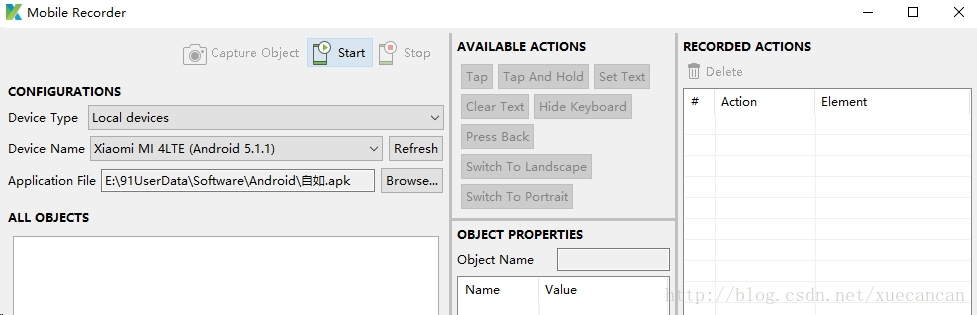 Mobile Recorder
Capture Object Start Stop
CONFIGURATIONS
Device Type Local devices
Device Name Xiaomi MI 4LTE (Android 5.1.1) Refresh
Application File E:\91UserData\Software\Android\自如.apk Browse...
ALL OBJECTS
AVAILABLE ACTIONS
Tap Tap And Hold Set Text
Clear Text Hide Keyboard
Press Back
Switch To Landscape
Switch To Portrait
OBJECT PROPERTIES
Object Name
Name Value
RECORDED ACTIONS
Delete
# Action Element
http://blog.csdn.net/xuecancan